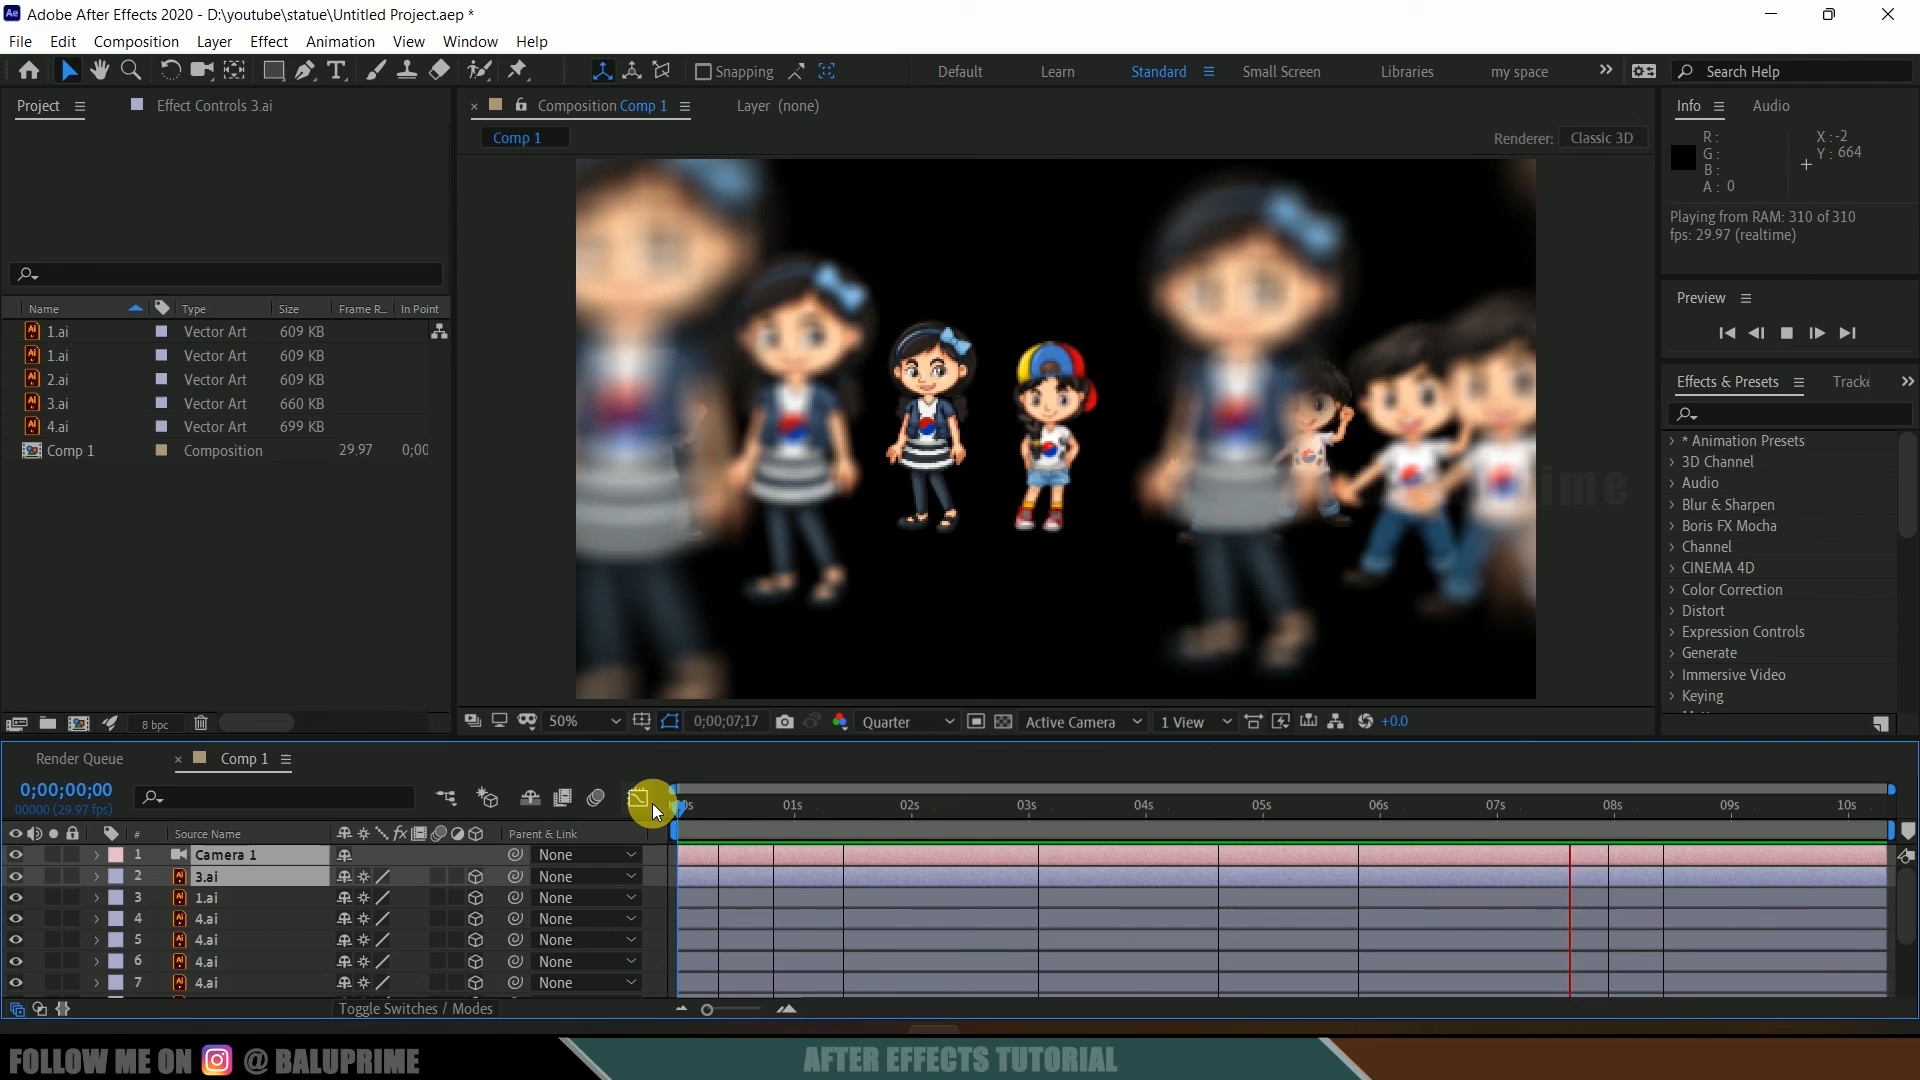 Ae Adobe After Effects 2020 - D:\youtube\statue\Untitled Project.aep *
File Edit Composition Layer Effect Animation View Window Help
Snapping Default Learn Standard Small Screen Libraries my space Search Help
Project Effect Controls 3.ai
Composition Comp 1 Layer (none)
Comp 1 Renderer: Classic 3D
Info Audio
R: X:-2
G: Y: 664
B:
A: 0
Playing from RAM: 310 of 310
fps: 29.97 (realtime)
Preview
Effects & Presets
* Animation Presets
3D Channel
Audio
Blur & Sharpen
Boris FX Mocha
Channel
CINEMA 4D
Color Correction
Distort
Expression Controls
Generate
Immersive Video
Keying
Name Type Size Frame R... In Point
1.ai Vector Art 609 KB
1.ai Vector Art 609 KB
2.ai Vector Art 609 KB
3.ai Vector Art 660 KB
4.ai Vector Art 699 KB
Comp 1 Composition 29.97 0;00
8 bpc
50% 0;00;07;17 Quarter Active Camera 1 View +0.0
Render Queue Comp 1
0;00;00;00
00000 (29.97 fps)
01s 02s 03s 04s 05s 06s 07s 08s 09s 10s
# Source Name Parent & Link
1 Camera 1 None
2 3.ai None
3 1.ai None
4 4.ai None
5 4.ai None
6 4.ai None
7 4.ai None
Toggle Switches / Modes
FOLLOW ME ON @ BALUPRIME
AFTER EFFECTS TUTORIAL